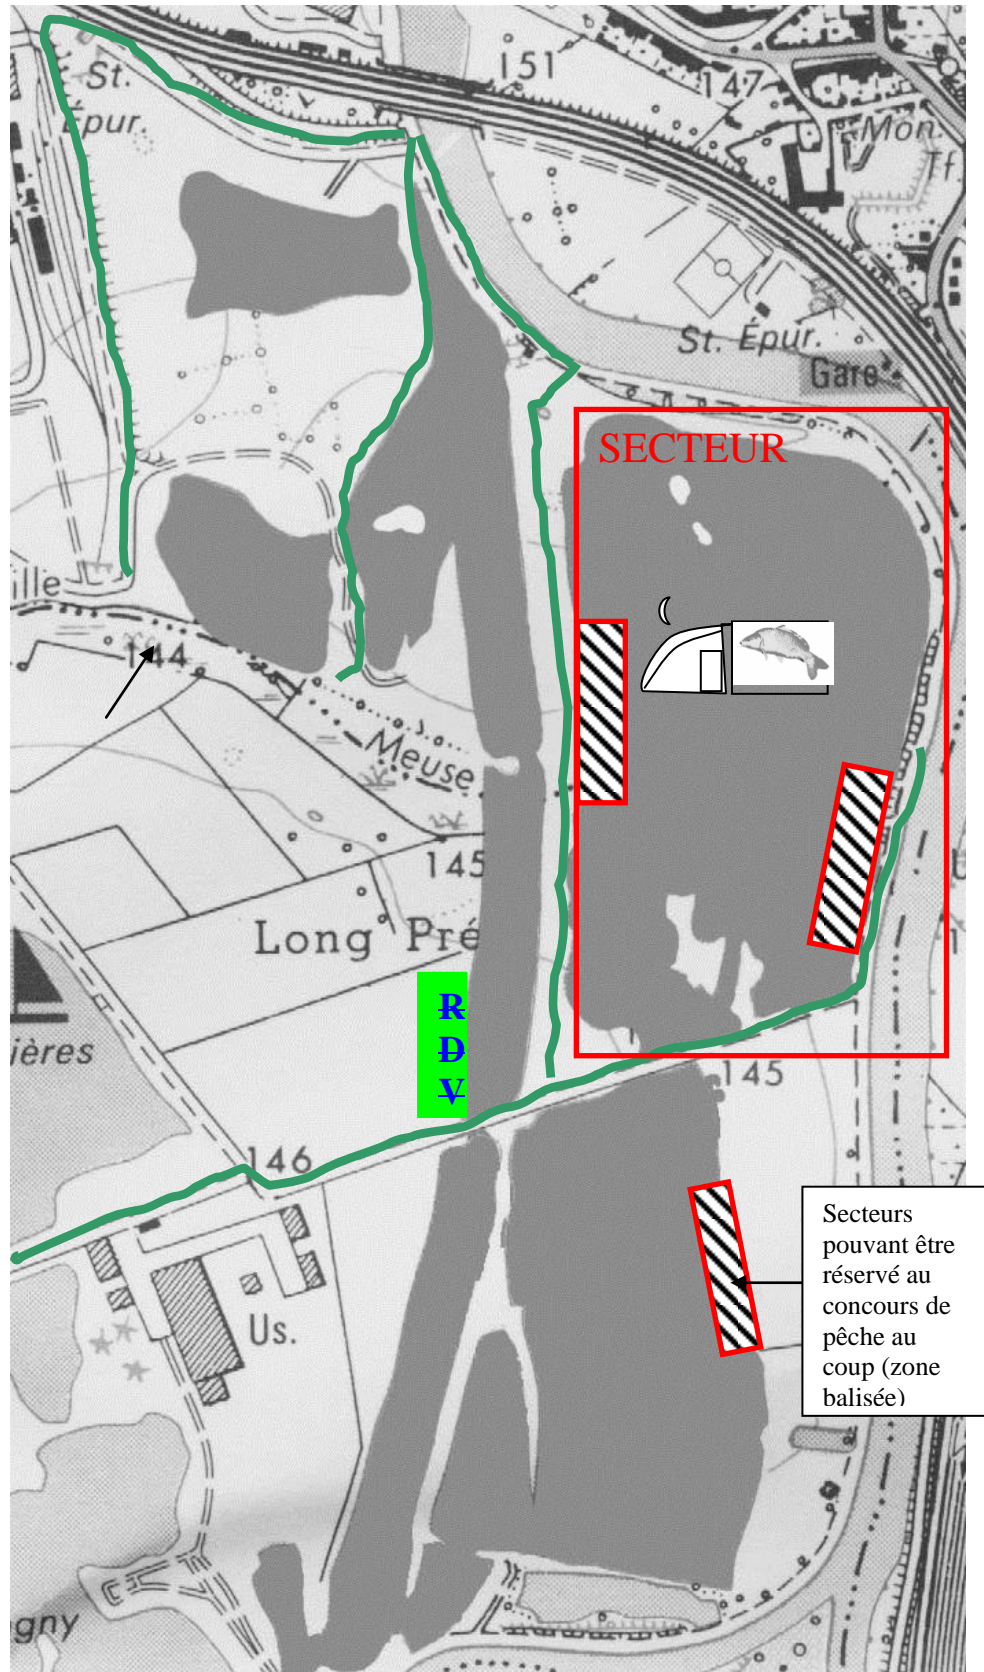 151
147
St.
Épur.
Mon.
Tf
St. Épur.
Gare
SECTEUR
ille
144
Meuse
145
Long Pré
R
D
V
ières
145
146
Us.
Secteurs
pouvant être
réservé au
concours de
pêche au
coup (zone
balisée)
gny